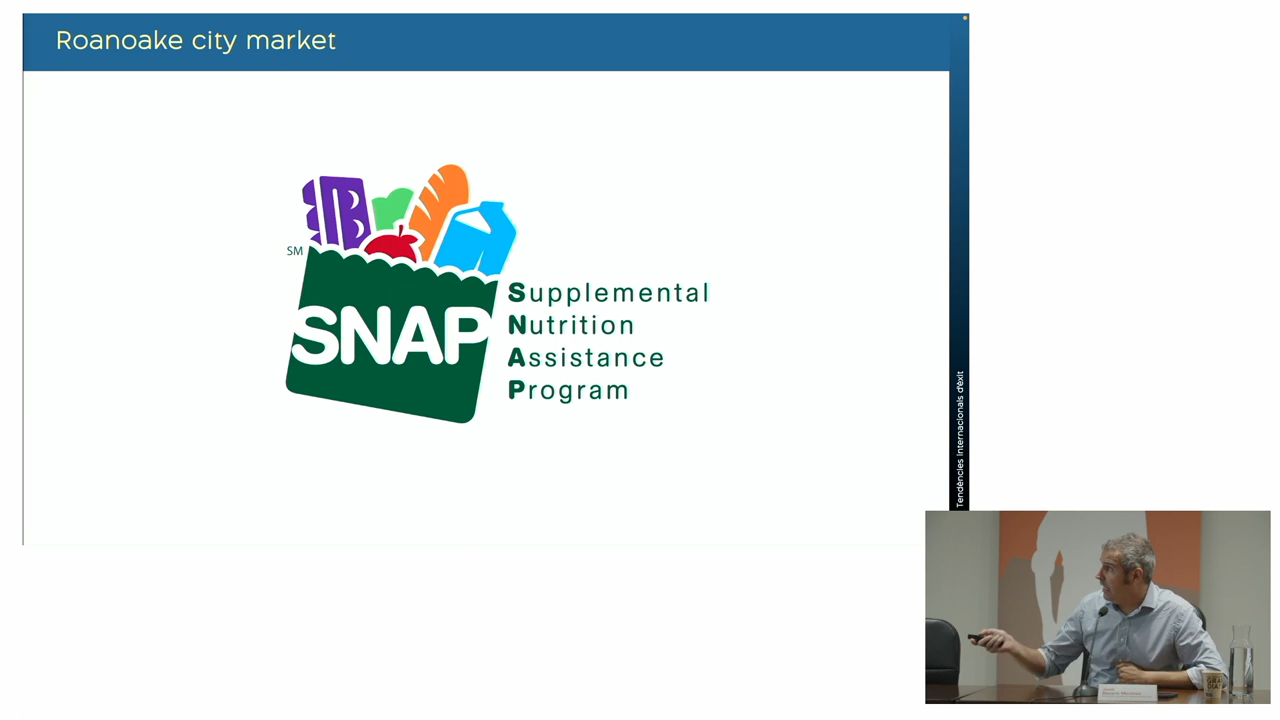 Roanoake city market
SM
SNAP
Supplemental
Nutrition
Assistance
Program
Tendències internacionals d'èxit